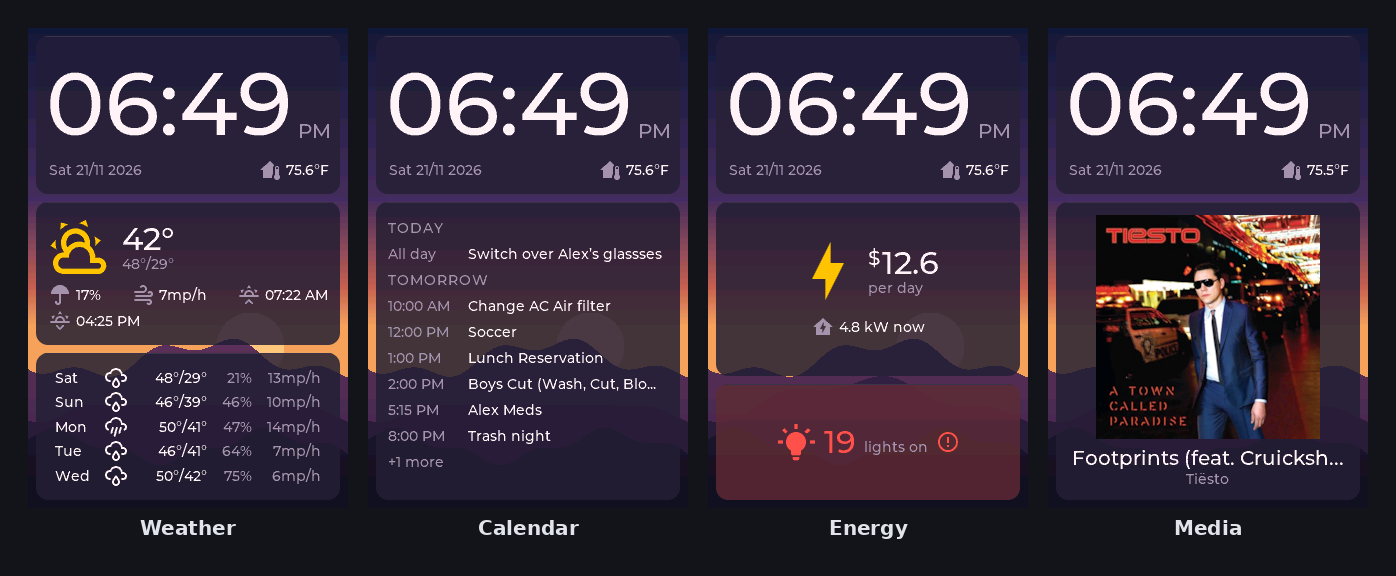 06:49 PM
Sat 21/11 2026 75.6°F
42°
48°/29°
17% 7mp/h 07:22 AM
04:25 PM
Sat 48°/29° 21% 13mp/h
Sun 46°/39° 46% 10mp/h
Mon 50°/41° 47% 14mp/h
Tue 46°/41° 64% 7mp/h
Wed 50°/42° 75% 6mp/h
Weather
06:49 PM
Sat 21/11 2026 75.6°F
TODAY
All day Switch over Alex's glassses
TOMORROW
10:00 AM Change AC Air filter
12:00 PM Soccer
1:00 PM Lunch Reservation
2:00 PM Boys Cut (Wash, Cut, Blo...
5:15 PM Alex Meds
8:00 PM Trash night
+1 more
Calendar
06:49 PM
Sat 21/11 2026 75.6°F
$12.6
per day
4.8 kW now
19 lights on
Energy
06:49 PM
Sat 21/11 2026 75.5°F
TIËSTO
POLICE
A TOWN
CALLED
PARADISE
Footprints (feat. Cruicksh...
Tiësto
Media